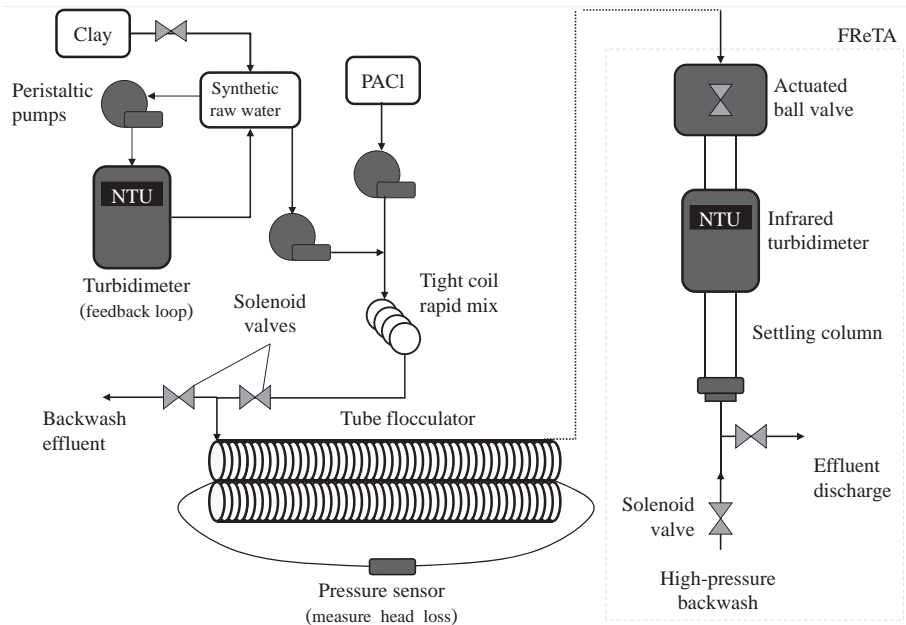 Clay
FReTA
Peristaltic
pumps
Synthetic
raw water
PACl
Actuated
ball valve
NTU
NTU
Infrared
turbidimeter
Turbidimeter
(feedback loop)
Solenoid
valves
Tight coil
rapid mix
Settling column
Backwash
effluent
Tube flocculator
Effluent
discharge
Solenoid
valve
Pressure sensor
(measure head loss)
High-pressure
backwash